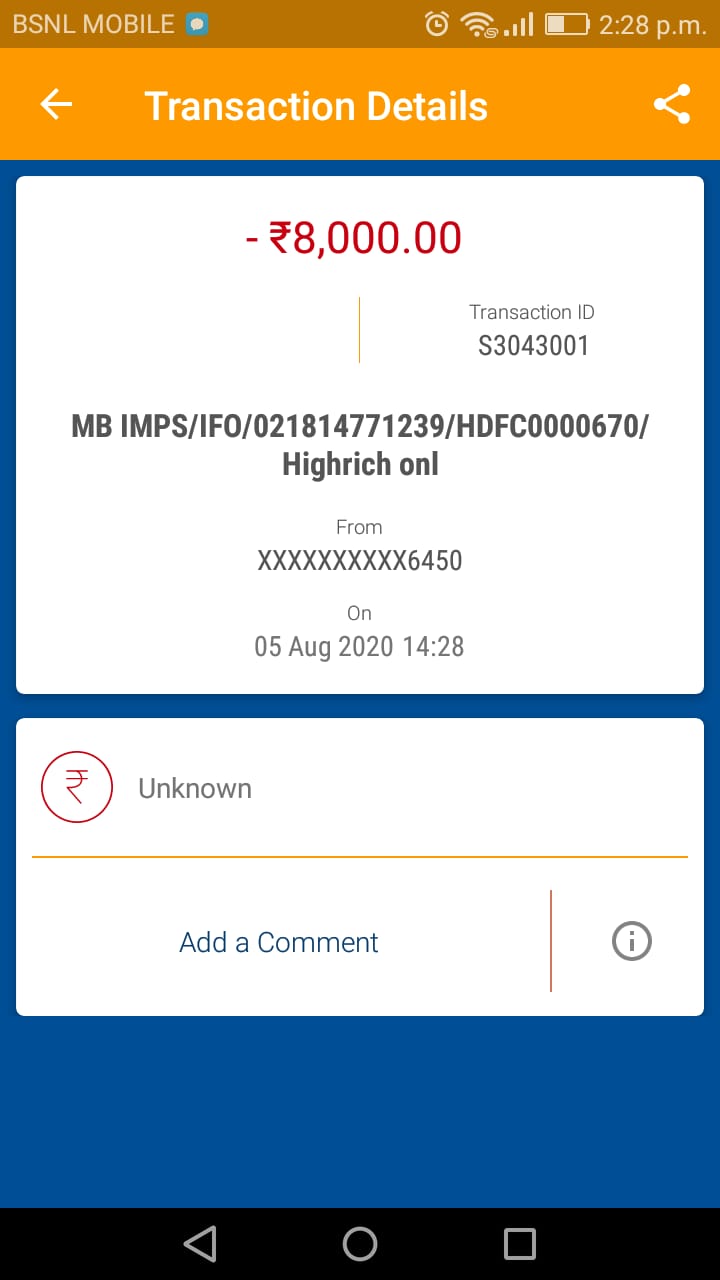 BSNL MOBILE 2:28 p.m.
Transaction Details
- ₹8,000.00
Transaction ID
S3043001
MB IMPS/IFO/021814771239/HDFC0000670/
Highrich onl
From
XXXXXXXXXX6450
On
05 Aug 2020 14:28
₹ Unknown
Add a Comment